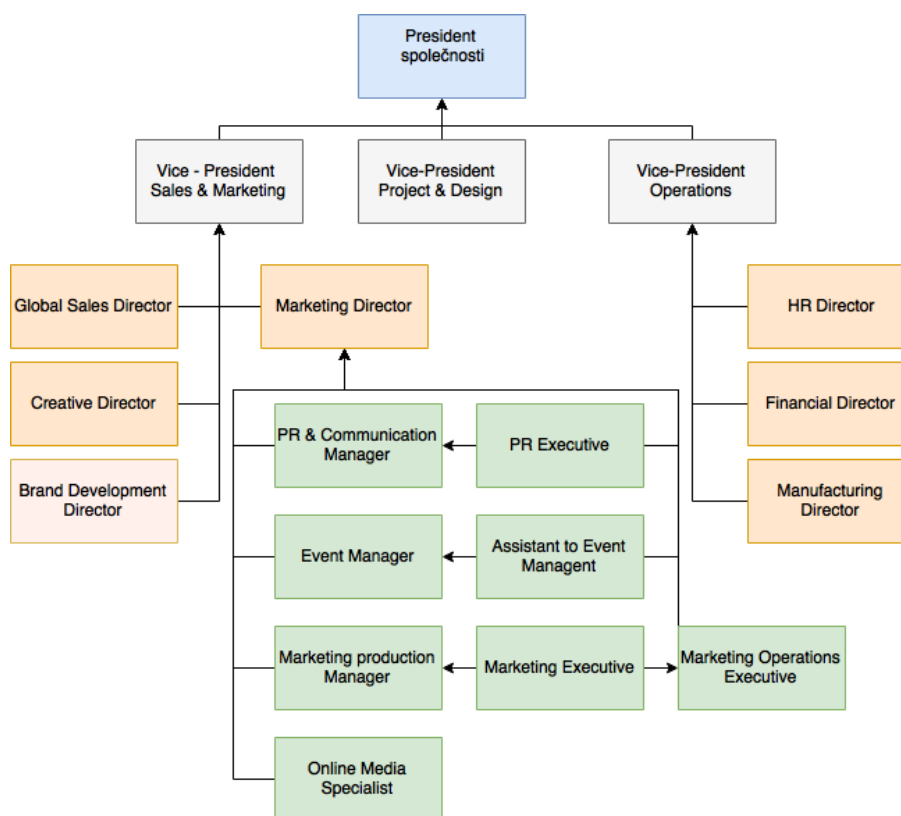 President
společnosti
Vice - President
Sales & Marketing
Vice-President
Project & Design
Vice-President
Operations
Global Sales Director
Marketing Director
HR Director
Creative Director
PR & Communication
Manager
PR Executive
Financial Director
Brand Development
Director
Event Manager
Assistant to Event
Managent
Manufacturing
Director
Marketing production
Manager
Marketing Executive
Marketing Operations
Executive
Online Media
Specialist